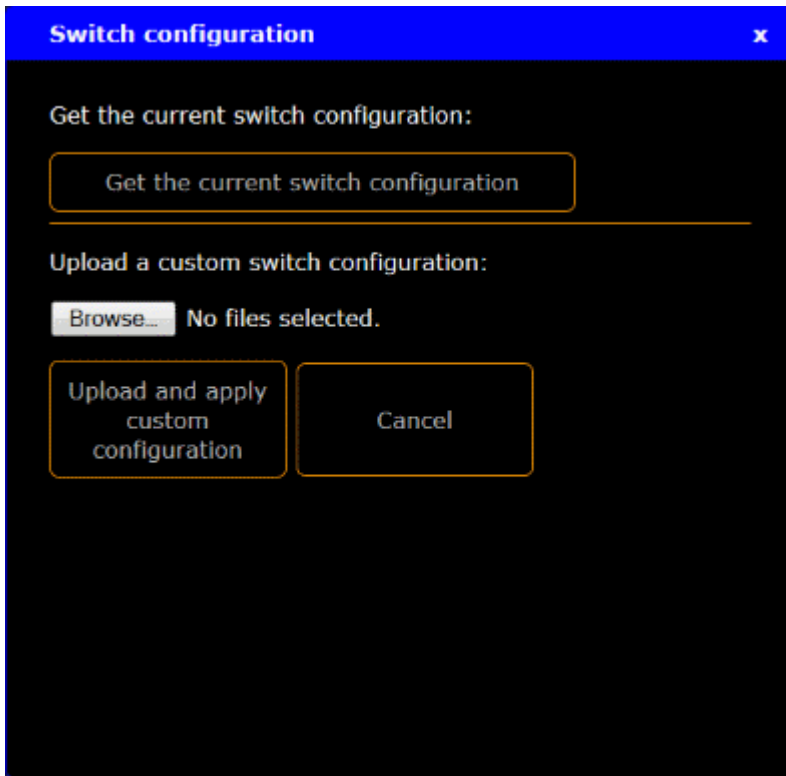 Switch configuration x
Get the current switch configuration:
Get the current switch configuration
Upload a custom switch configuration:
Browse... No files selected.
Upload and apply
custom
configuration
Cancel